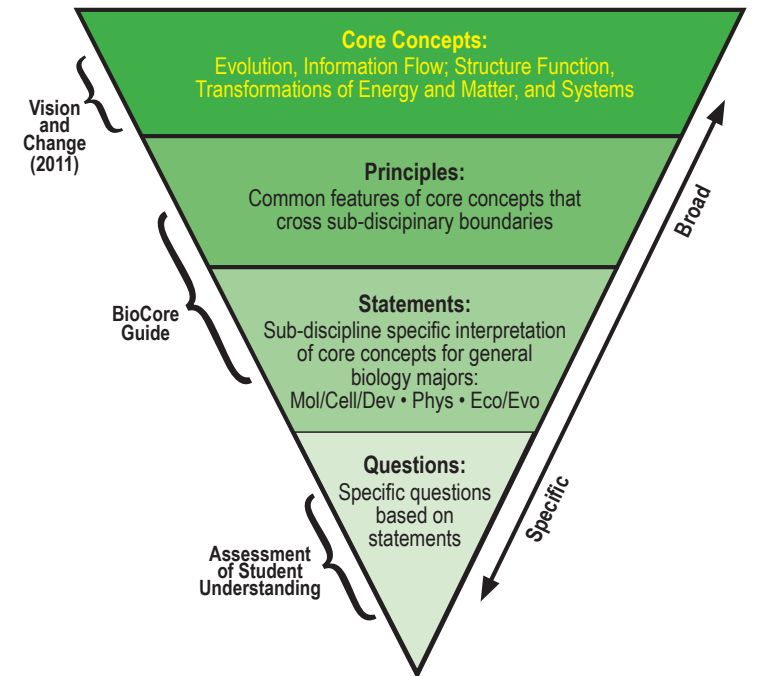 Core Concepts:
Evolution, Information Flow; Structure Function,
Transformations of Energy and Matter, and Systems
Vision
and
Change
(2011)
Principles:
Common features of core concepts that
cross sub-discipinary boundaries
Broad
BioCore
Guide
Statements:
Sub-discipline specific interpretation
of core concepts for general
biology majors:
Mol/Cell/Dev • Phys • Eco/Evo
Questions:
Specific questions
based on
statements
Specific
Assessment
of Student
Understanding